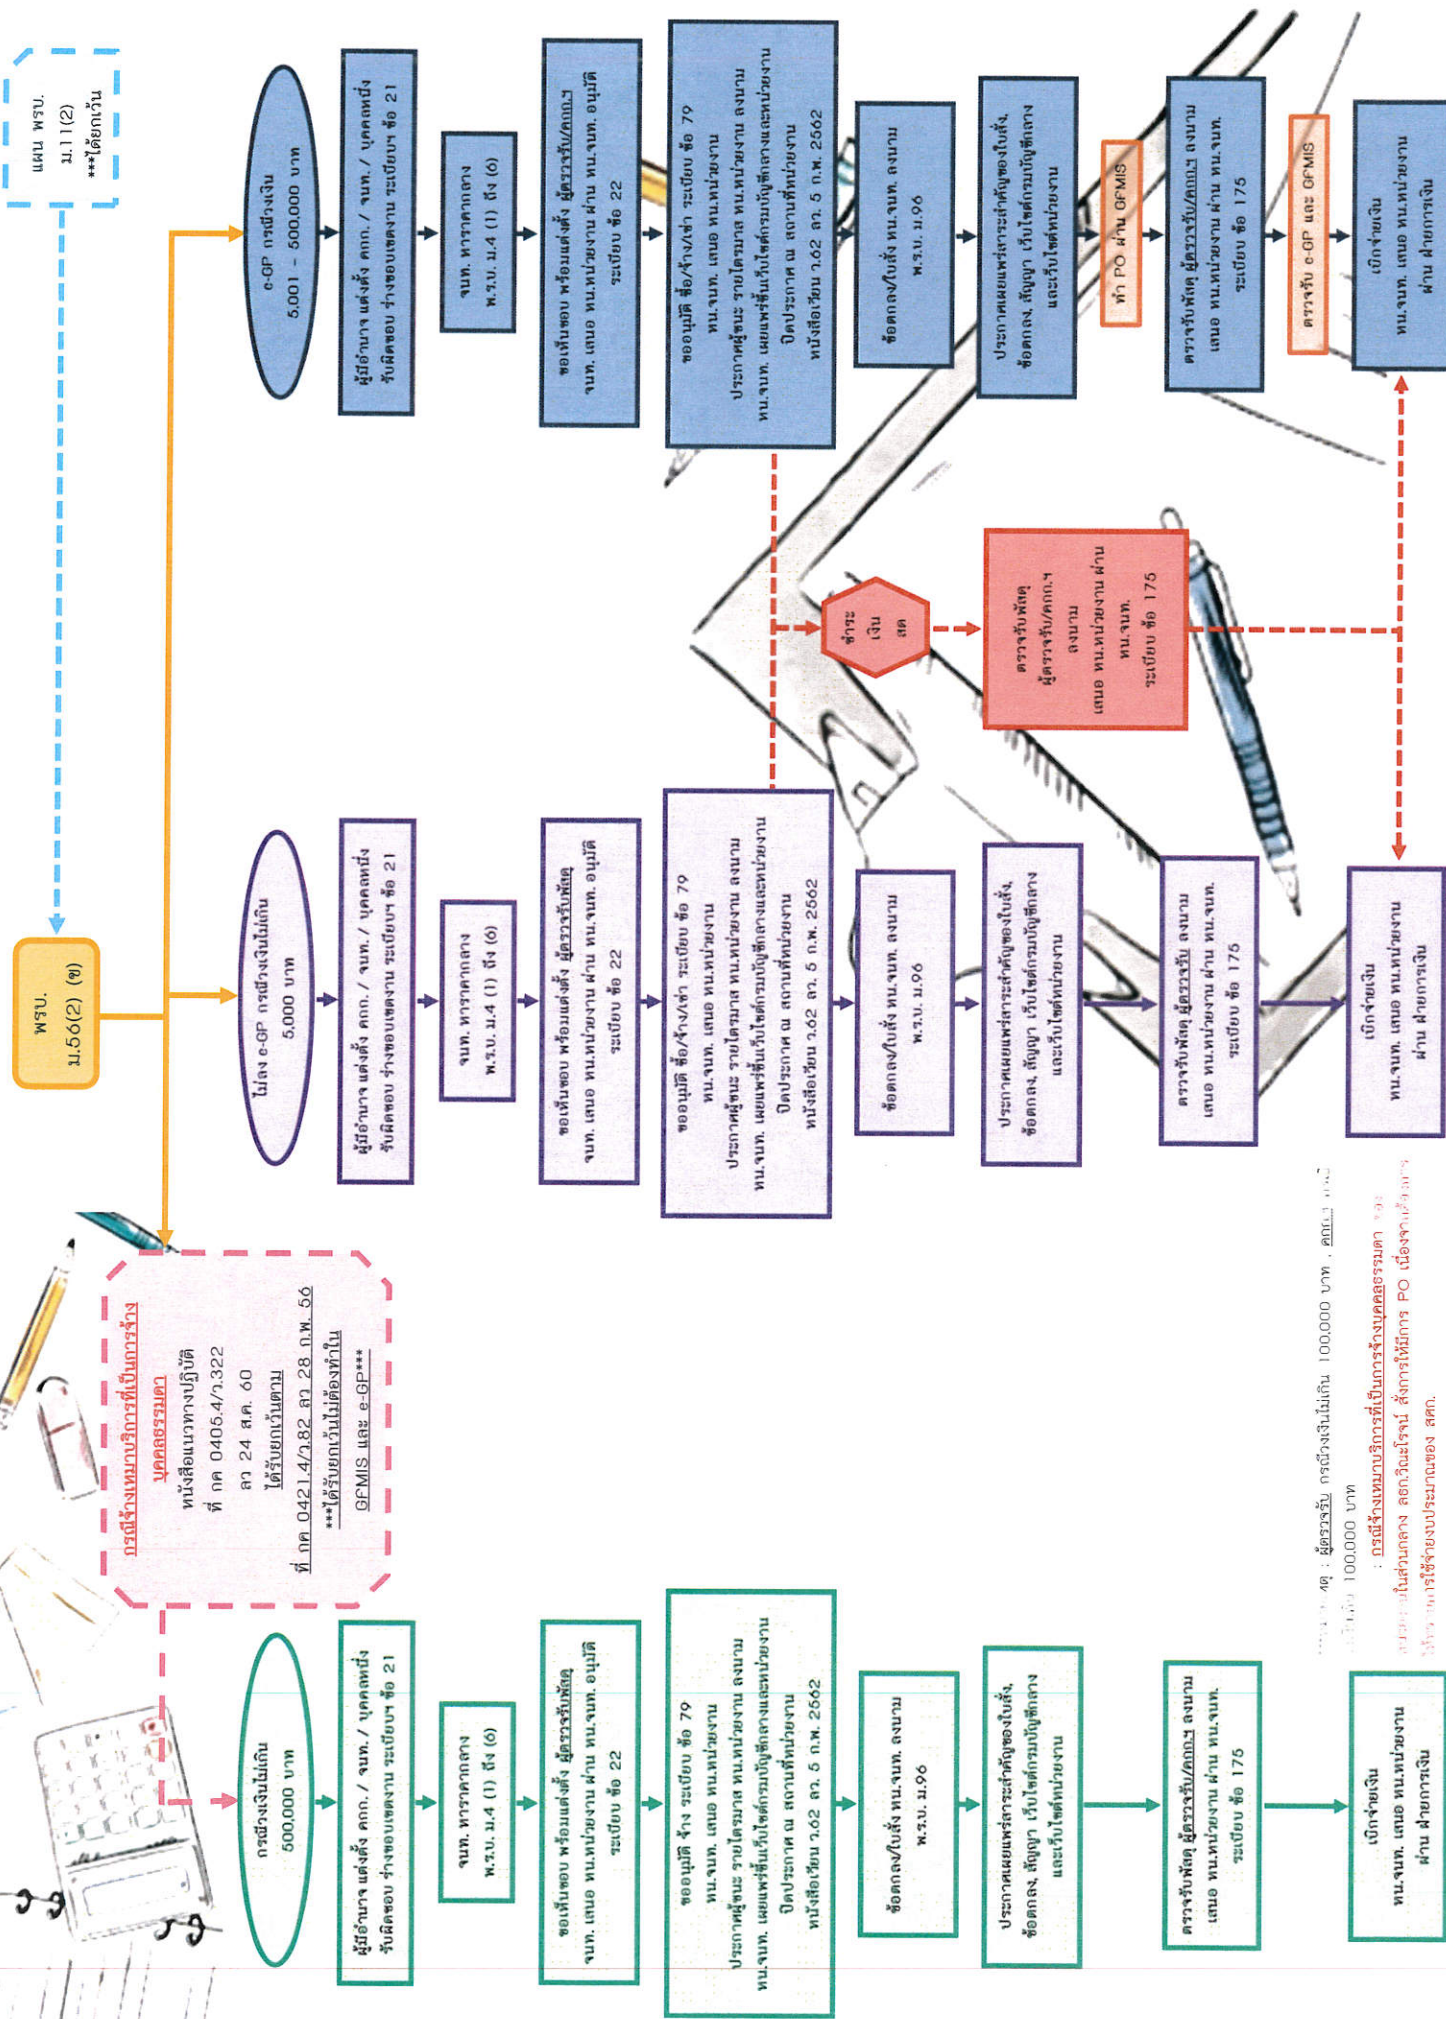 แผน พรบ.
ม.11(2)
***ได้ยกเว้น
พรบ.
ม.56(2) (ข)
กรณีจ้างเหมาบริการที่เป็นการจ้าง
บุคคลธรรมดา
หนังสือแนวทางปฏิบัติ
ที่ กค 0405.4/ว.322
ลว 24 ส.ค. 60
ได้รับยกเว้นตาม
ที่ กค 0421.4/ว.82 ลว 28 ก.พ. 56
***ได้รับยกเว้นไม่ต้องทำใน
GFMIS และ e-GP***
กรณีวงเงินไม่เกิน
500,000 บาท
ผู้มีอำนาจ แต่งตั้ง คกก. / จนท. / บุคคลหนึ่ง
รับผิดชอบ ร่างขอบเขตงาน ระเบียบฯ ข้อ 21
จนท. หาราคากลาง
พ.ร.บ. ม.4 (1) ถึง (6)
ขอเห็นชอบ พร้อมแต่งตั้ง ผู้ตรวจรับพัสดุ
จนท. เสนอ หน.หน่วยงาน ผ่าน หน.จนท. อนุมัติ
ระเบียบ ข้อ 22
ขออนุมัติ จ้าง ระเบียบ ข้อ 79
หน.จนท. เสนอ หน.หน่วยงาน
ประกาศผู้ชนะ รายไตรมาส หน.หน่วยงาน ลงนาม
หน.จนท. เผยแพร่ขึ้นเว็บไซต์กรมบัญชีกลางและหน่วยงาน
ปิดประกาศ ณ สถานที่หน่วยงาน
หนังสือเวียน ว.62 ลว. 5 ก.พ. 2562
ข้อตกลง/ใบสั่ง หน.จนท. ลงนาม
พ.ร.บ. ม.96
ประกาศเผยแพร่สาระสำคัญของใบสั่ง,
ข้อตกลง, สัญญา เว็บไซต์กรมบัญชีกลาง
และเว็บไซต์หน่วยงาน
ตรวจรับพัสดุ ผู้ตรวจรับ/คกก.ฯ ลงนาม
เสนอ หน.หน่วยงาน ผ่าน หน.จนท.
ระเบียบ ข้อ 175
เบิกจ่ายเงิน
หน.จนท. เสนอ หน.หน่วยงาน
ผ่าน ฝ่ายการเงิน
ไม่ลง e-GP กรณีวงเงินไม่เกิน
5,000 บาท
ผู้มีอำนาจ แต่งตั้ง คกก. / จนท. / บุคคลหนึ่ง
รับผิดชอบ ร่างขอบเขตงาน ระเบียบฯ ข้อ 21
จนท. หาราคากลาง
พ.ร.บ. ม.4 (1) ถึง (6)
ขอเห็นชอบ พร้อมแต่งตั้ง ผู้ตรวจรับพัสดุ
จนท. เสนอ หน.หน่วยงาน ผ่าน หน.จนท. อนุมัติ
ระเบียบ ข้อ 22
ขออนุมัติ ซื้อ/จ้าง/เช่า ระเบียบ ข้อ 79
หน.จนท. เสนอ หน.หน่วยงาน
ประกาศผู้ชนะ รายไตรมาส หน.หน่วยงาน ลงนาม
หน.จนท. เผยแพร่ขึ้นเว็บไซต์กรมบัญชีกลางและหน่วยงาน
ปิดประกาศ ณ สถานที่หน่วยงาน
หนังสือเวียน ว.62 ลว. 5 ก.พ. 2562
ข้อตกลง/ใบสั่ง หน.จนท. ลงนาม
พ.ร.บ. ม.96
ประกาศเผยแพร่สาระสำคัญของใบสั่ง,
ข้อตกลง, สัญญา เว็บไซต์กรมบัญชีกลาง
และเว็บไซต์หน่วยงาน
ตรวจรับพัสดุ ผู้ตรวจรับ ลงนาม
เสนอ หน.หน่วยงาน ผ่าน หน.จนท.
ระเบียบ ข้อ 175
เบิกจ่ายเงิน
หน.จนท. เสนอ หน.หน่วยงาน
ผ่าน ฝ่ายการเงิน
ชำระ
เงิน
สด
ตรวจรับพัสดุ
ผู้ตรวจรับ/คกก.ฯ
ลงนาม
เสนอ หน.หน่วยงาน ผ่าน
หน.จนท.
ระเบียบ ข้อ 175
e-GP กรณีวงเงิน
5,001 - 500,000 บาท
ผู้มีอำนาจ แต่งตั้ง คกก. / จนท. / บุคคลหนึ่ง
รับผิดชอบ ร่างขอบเขตงาน ระเบียบฯ ข้อ 21
จนท. หาราคากลาง
พ.ร.บ. ม.4 (1) ถึง (6)
ขอเห็นชอบ พร้อมแต่งตั้ง ผู้ตรวจรับ/คกก.ฯ
จนท. เสนอ หน.หน่วยงาน ผ่าน หน.จนท. อนุมัติ
ระเบียบ ข้อ 22
ขออนุมัติ ซื้อ/จ้าง/เช่า ระเบียบ ข้อ 79
หน.จนท. เสนอ หน.หน่วยงาน
ประกาศผู้ชนะ รายไตรมาส หน.หน่วยงาน ลงนาม
หน.จนท. เผยแพร่ขึ้นเว็บไซต์กรมบัญชีกลางและหน่วยงาน
ปิดประกาศ ณ สถานที่หน่วยงาน
หนังสือเวียน ว.62 ลว. 5 ก.พ. 2562
ข้อตกลง/ใบสั่ง หน.จนท. ลงนาม
พ.ร.บ. ม.96
ประกาศเผยแพร่สาระสำคัญของใบสั่ง,
ข้อตกลง, สัญญา เว็บไซต์กรมบัญชีกลาง
และเว็บไซต์หน่วยงาน
ทำ PO ผ่าน GFMIS
ตรวจรับพัสดุ ผู้ตรวจรับ/คกก.ฯ ลงนาม
เสนอ หน.หน่วยงาน ผ่าน หน.จนท.
ระเบียบ ข้อ 175
ตรวจรับ e-GP และ GFMIS
เบิกจ่ายเงิน
หน.จนท. เสนอ หน.หน่วยงาน
ผ่าน ฝ่ายการเงิน
: ผู้ตรวจรับ กรณีวงเงินไม่เกิน 100,000 บาท ,
100,000 บาท
: กรณีจ้างเหมาบริการที่เป็นการจ้างบุคคลธรรมดา
ในส่วนกลาง ลธก.วิณะโรจน์ สั่งการให้มีการ PO เนื่องจาก
การใช้จ่ายงบประมาณของ สศก.